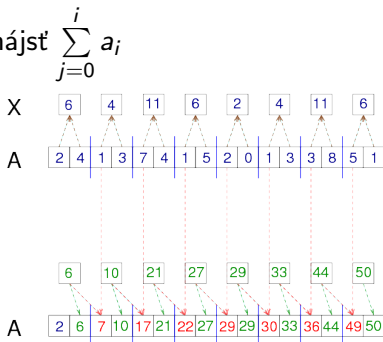 nájsť \sum_{j=0}^{i} a_i
X 6 4 11 6 2 4 11 6
A 2 4 1 3 7 4 1 5 2 0 1 3 3 8 5 1
6 10 21 27 29 33 44 50
A 2 6 7 10 17 21 22 27 29 29 30 33 36 44 49 50